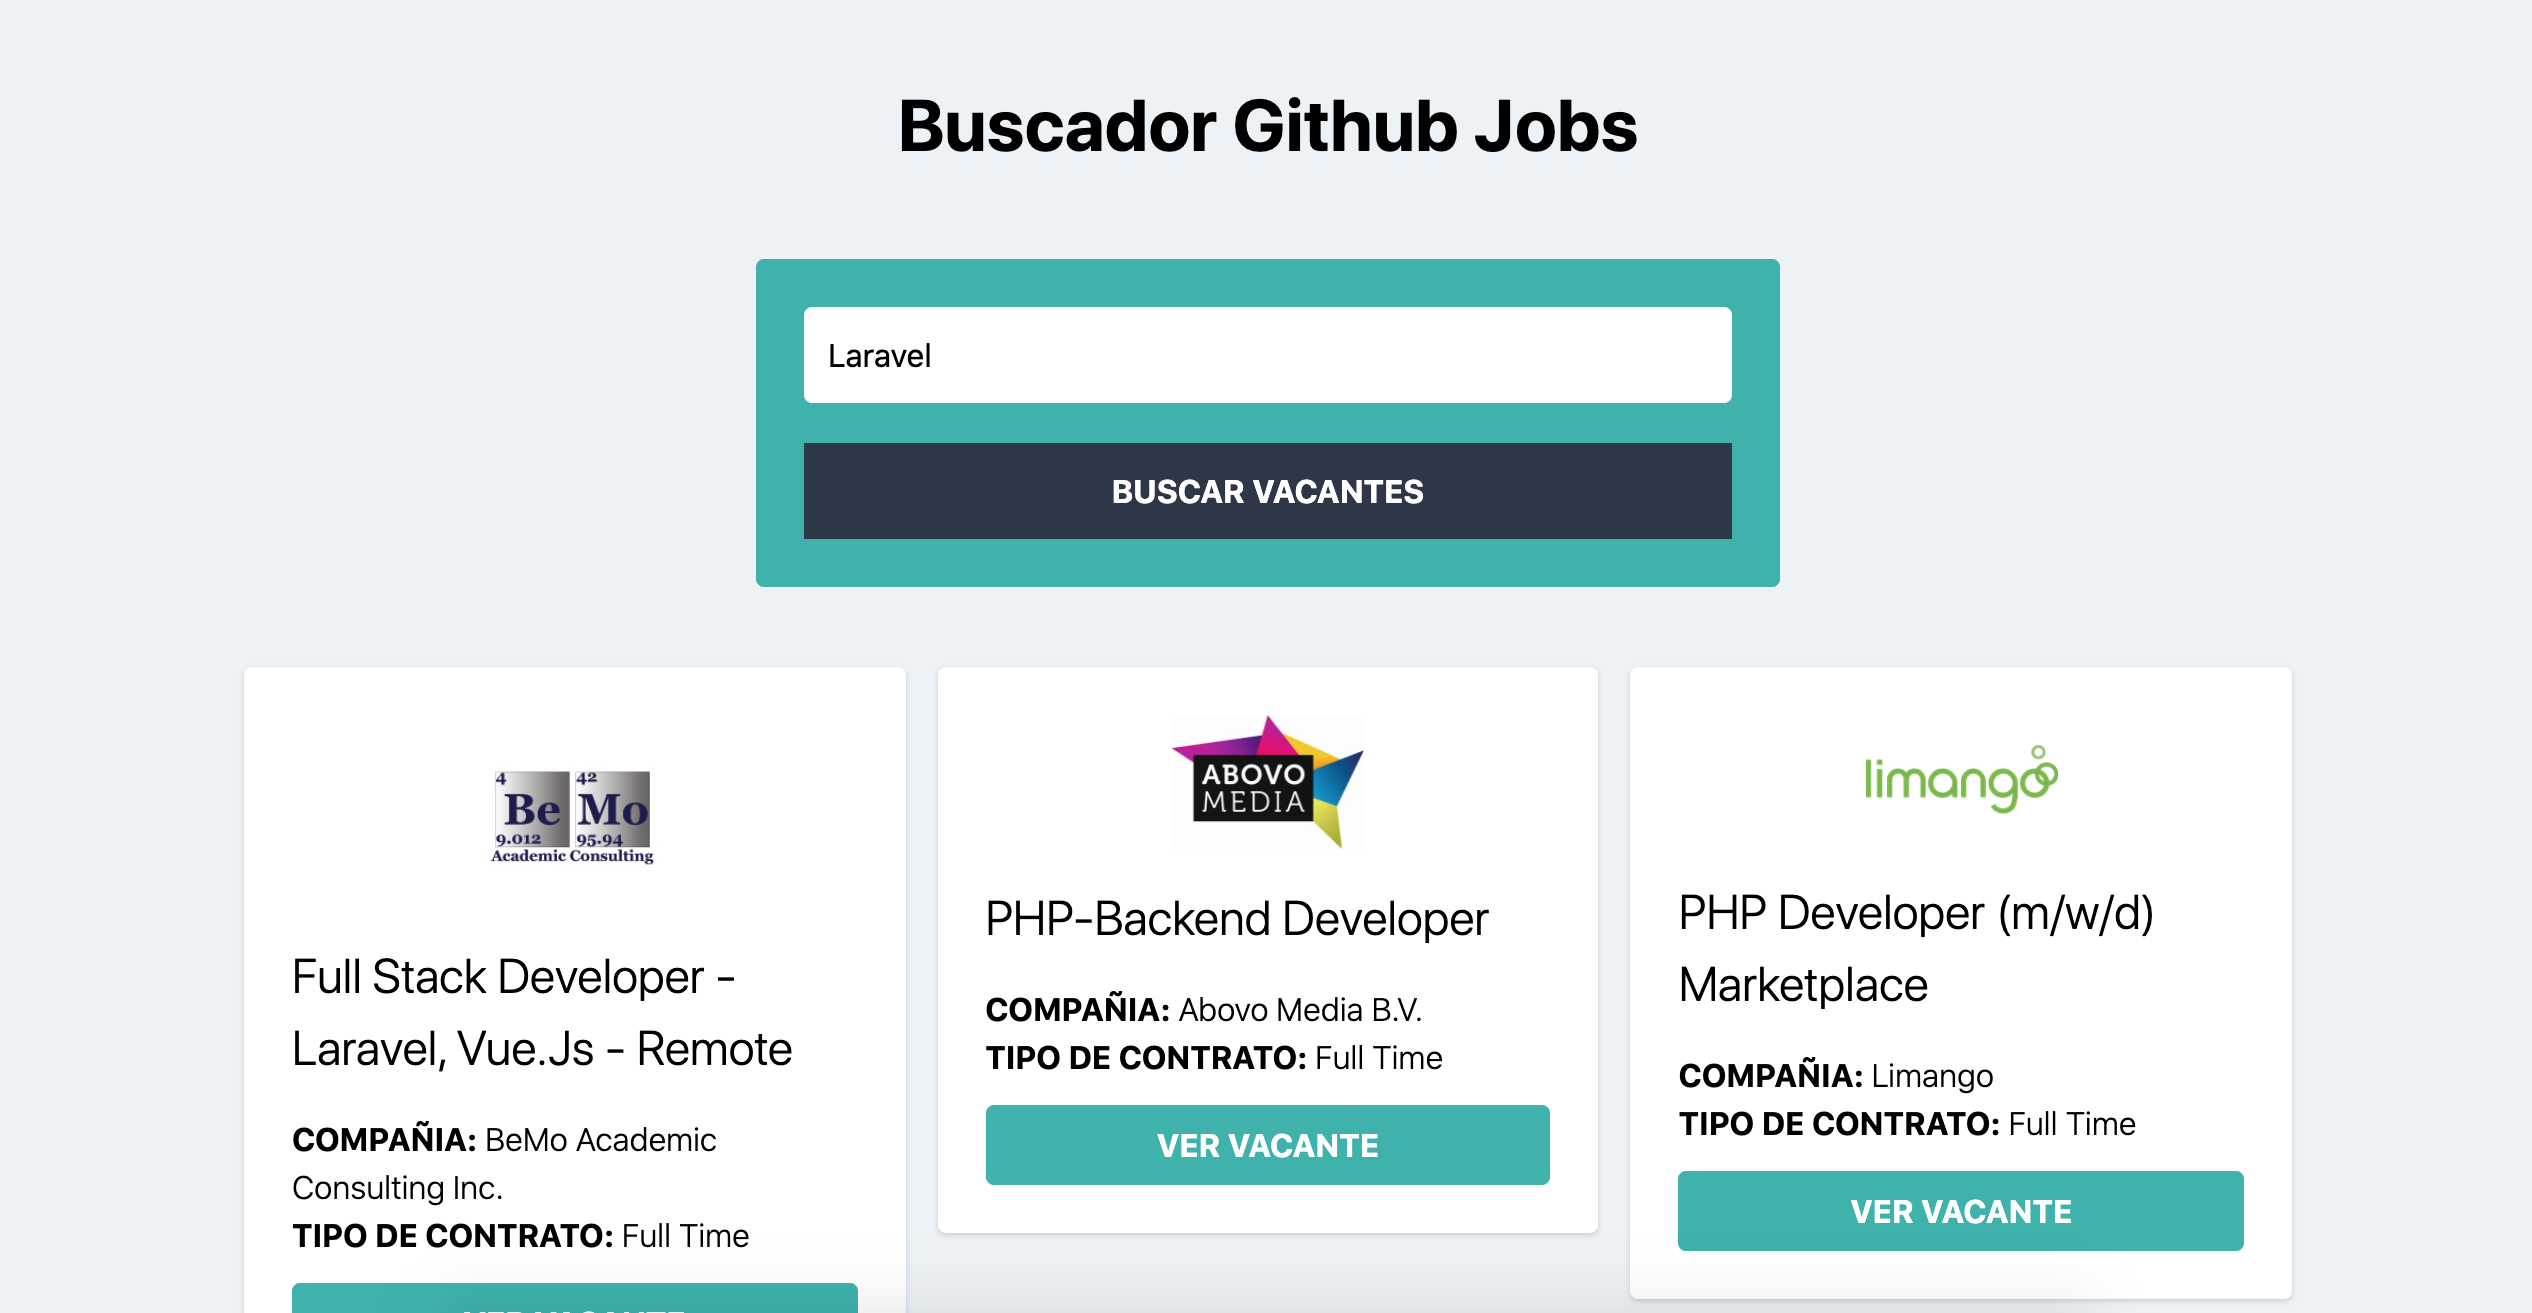 Buscador Github Jobs
Laravel
BUSCAR VACANTES
4 42
Be Mo
9.012 95.94
Academic Consulting
Full Stack Developer -
Laravel, Vue.Js - Remote
COMPAÑIA: BeMo Academic
Consulting Inc.
TIPO DE CONTRATO: Full Time
VER VACANTE
ABOVO
MEDIA
PHP-Backend Developer
COMPAÑIA: Abovo Media B.V.
TIPO DE CONTRATO: Full Time
VER VACANTE
limango
PHP Developer (m/w/d)
Marketplace
COMPAÑIA: Limango
TIPO DE CONTRATO: Full Time
VER VACANTE